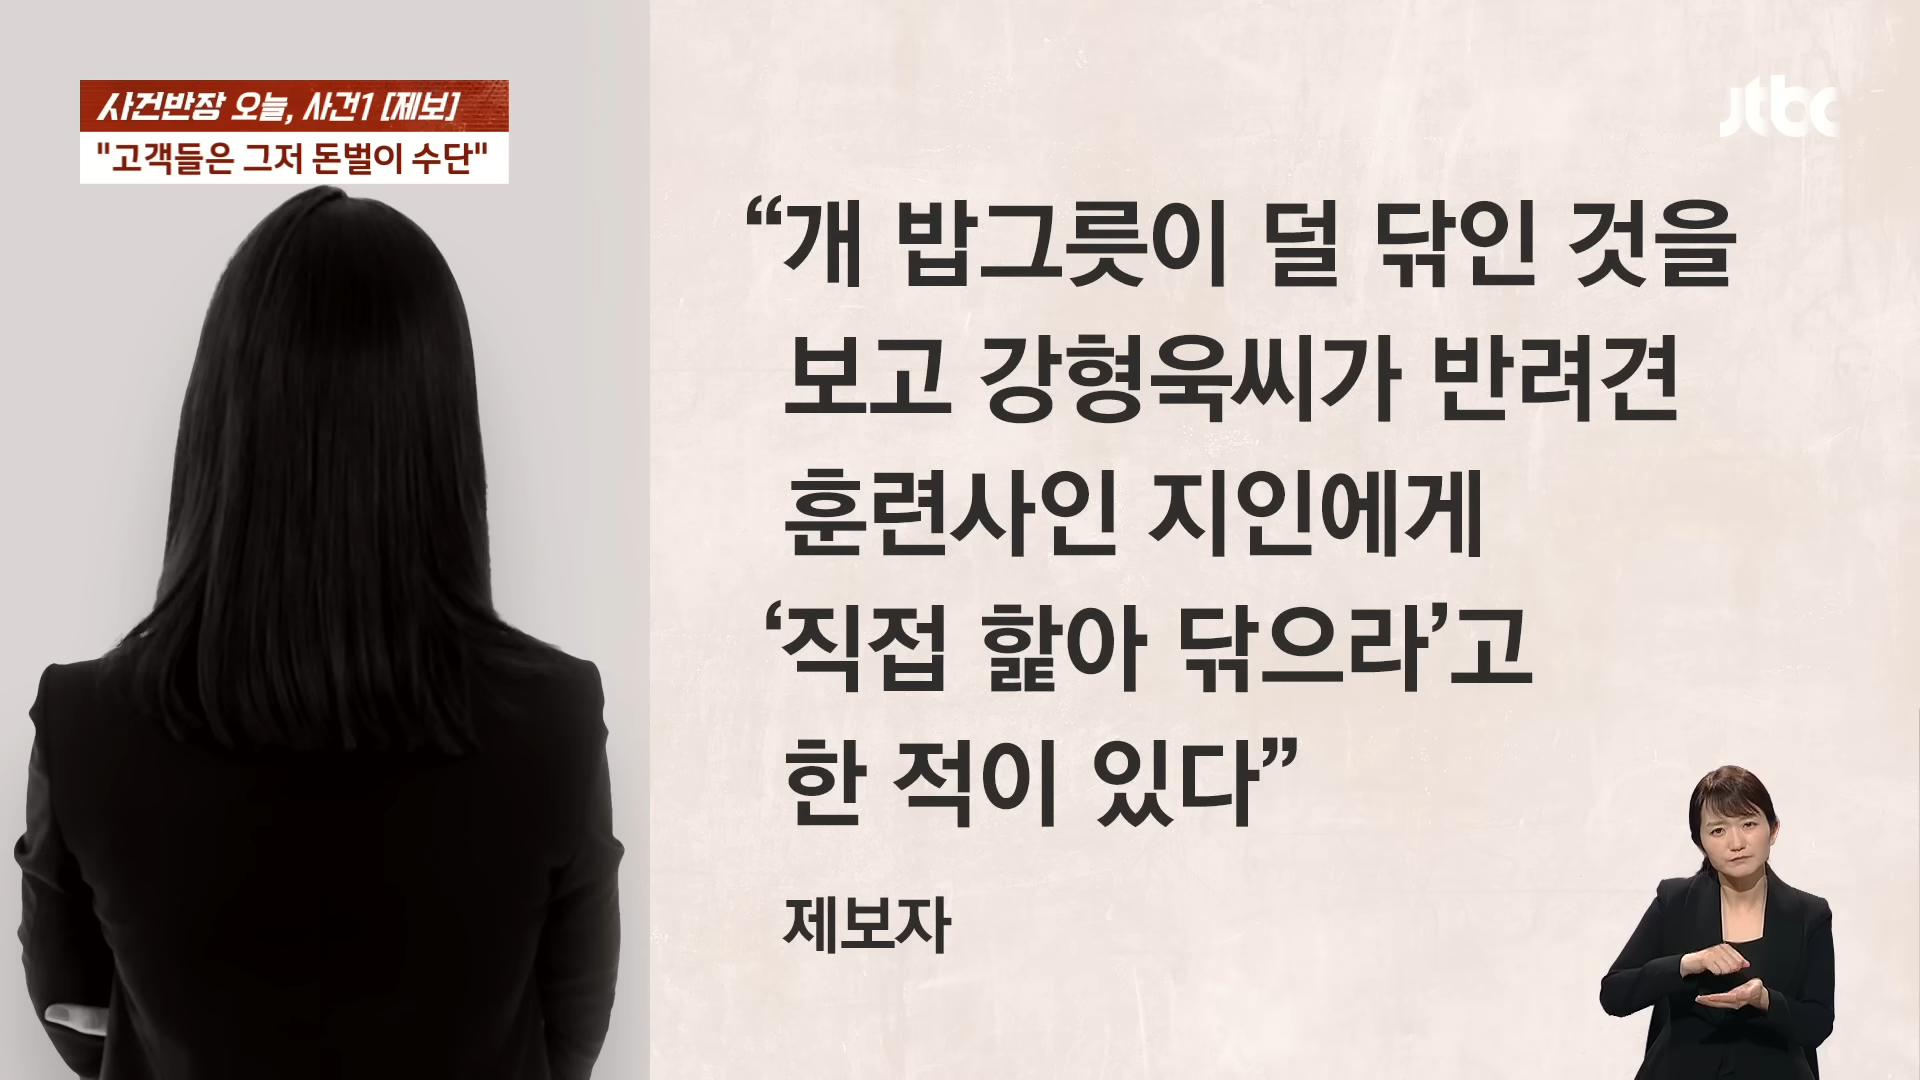 사건반장 오늘, 사건1 [제보]
"고객들은 그저 돈벌이 수단"
jtbc
“개 밥그릇이 덜 닦인 것을
보고 강형욱씨가 반려견
훈련사인 지인에게
‘직접 핥아 닦으라’고
한 적이 있다”
제보자